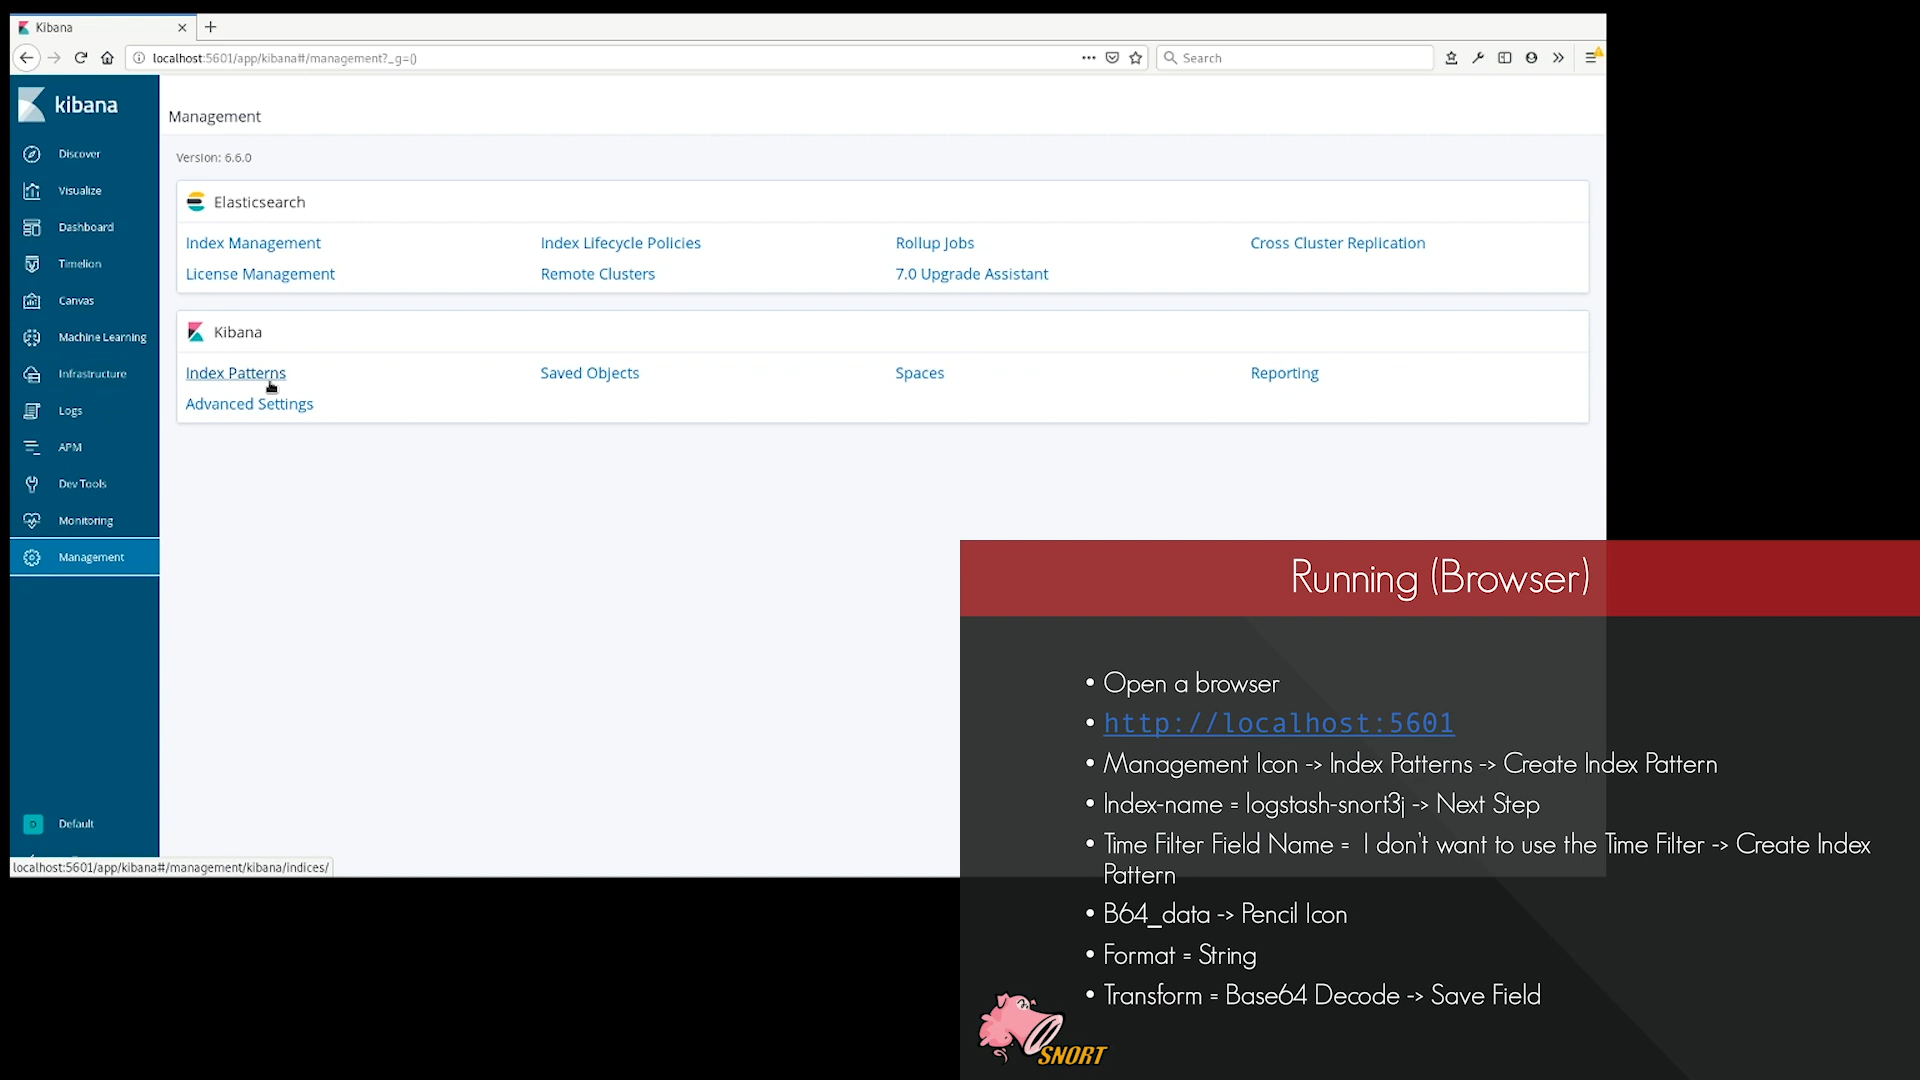 Kibana
localhost:5601/app/kibana#/management?_g=()
Search
kibana
Discover
Visualize
Dashboard
Timelion
Canvas
Machine Learning
Infrastructure
Logs
APM
Dev Tools
Monitoring
Management
D Default
localhost:5601/app/kibana#/management/kibana/indices/
Management
Version: 6.6.0
Elasticsearch
Index Management Index Lifecycle Policies Rollup Jobs Cross Cluster Replication
License Management Remote Clusters 7.0 Upgrade Assistant
Kibana
Index Patterns Saved Objects Spaces Reporting
Advanced Settings
Running (Browser)
• Open a browser
• http://localhost:5601
• Management Icon -> Index Patterns -> Create Index Pattern
• Index-name = logstash-snort3j -> Next Step
• Time Filter Field Name = I don't want to use the Time Filter -> Create Index
Pattern
• B64_data -> Pencil Icon
• Format = String
• Transform = Base64 Decode -> Save Field
SNORT